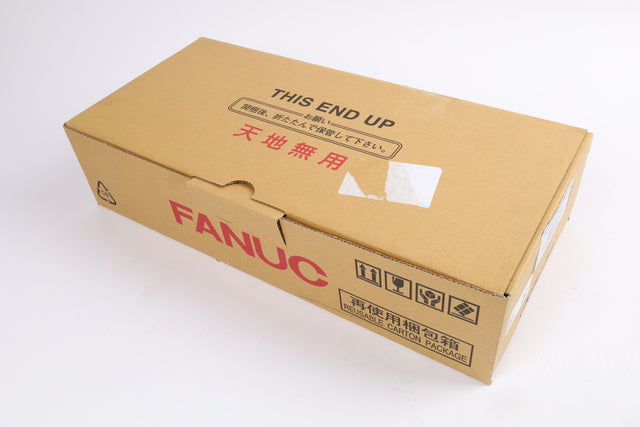 THIS END UP
お願い
開梱後、折たたんで保管して下さい。
天地無用
FANUC
再使用梱包箱
REUSABLE CARTON PACKAGE